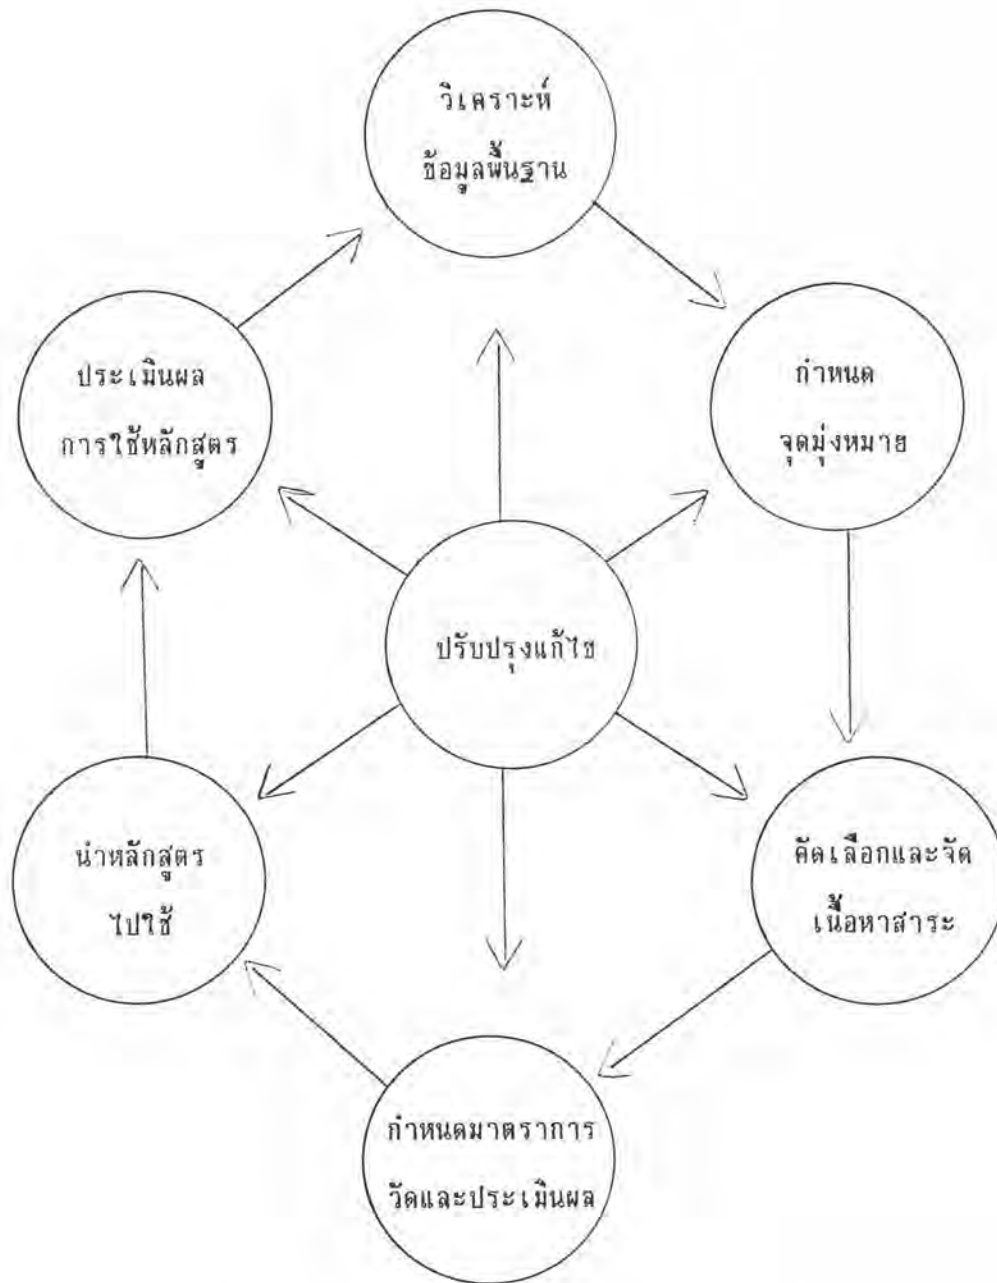 วิเคราะห์
ข้อมูลพื้นฐาน
กำหนด
จุดมุ่งหมาย
คัดเลือกและจัด
เนื้อหาสาระ
กำหนดมาตราการ
วัดและประเมินผล
นำหลักสูตร
ไปใช้
ประเมินผล
การใช้หลักสูตร
ปรับปรุงแก้ไข